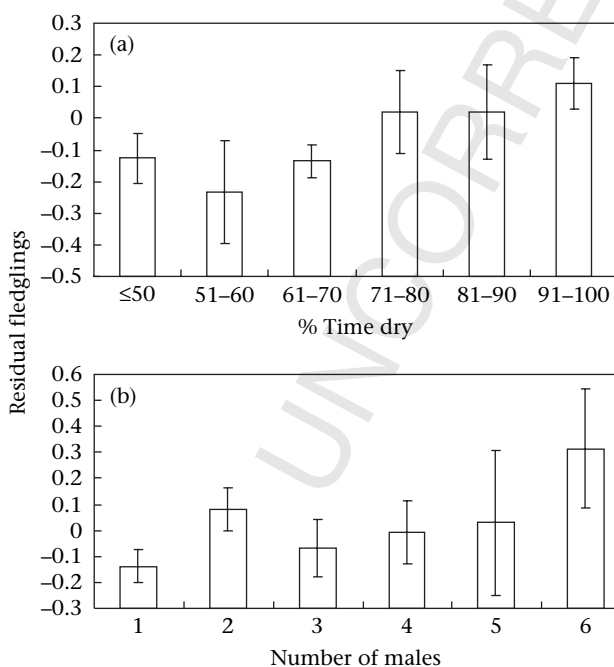 Residual fledglings
(a)
0.3
0.2
0.1
0
–0.1
–0.2
–0.3
–0.4
–0.5
≤50 51–60 61–70 71–80 81–90 91–100
% Time dry
(b)
0.6
0.5
0.4
0.3
0.2
0.1
0
–0.1
–0.2
–0.3
1 2 3 4 5 6
Number of males
UNCORRE